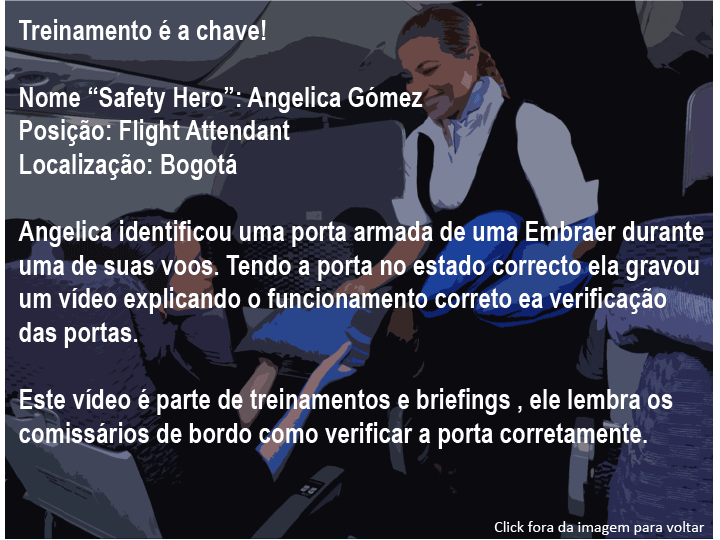 Treinamento é a chave!
Nome “Safety Hero”: Angelica Gómez
Posição: Flight Attendant
Localização: Bogotá
Angelica identificou uma porta armada de uma Embraer durante
uma de suas voos. Tendo a porta no estado correcto ela gravou
um vídeo explicando o funcionamento correto ea verificação
das portas.
Este vídeo é parte de treinamentos e briefings , ele lembra os
comissários de bordo como verificar a porta corretamente.
Click fora da imagem para voltar